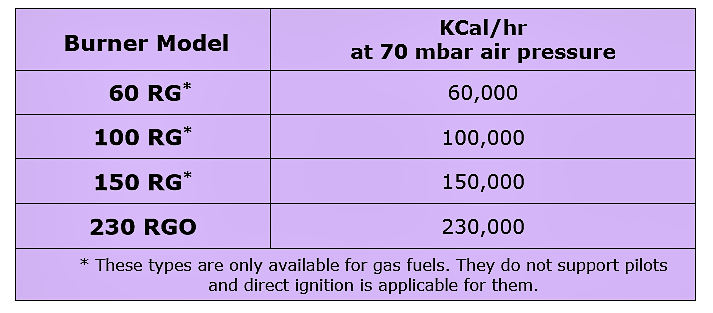 Burner Model
KCal/hr
at 70 mbar air pressure
60 RG*
60,000
100 RG*
100,000
150 RG*
150,000
230 RGO
230,000
* These types are only available for gas fuels. They do not support pilots
and direct ignition is applicable for them.